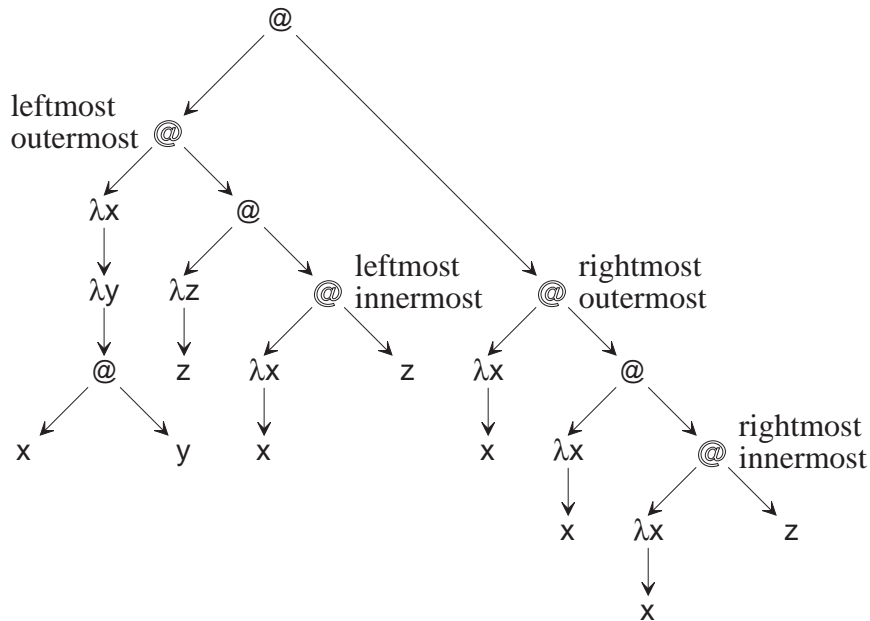 @
leftmost
outermost @
λx @
λy λz @ leftmost
innermost @ rightmost
outermost
@ z λx z λx @
x y x x λx @ rightmost
innermost
x λx z
x